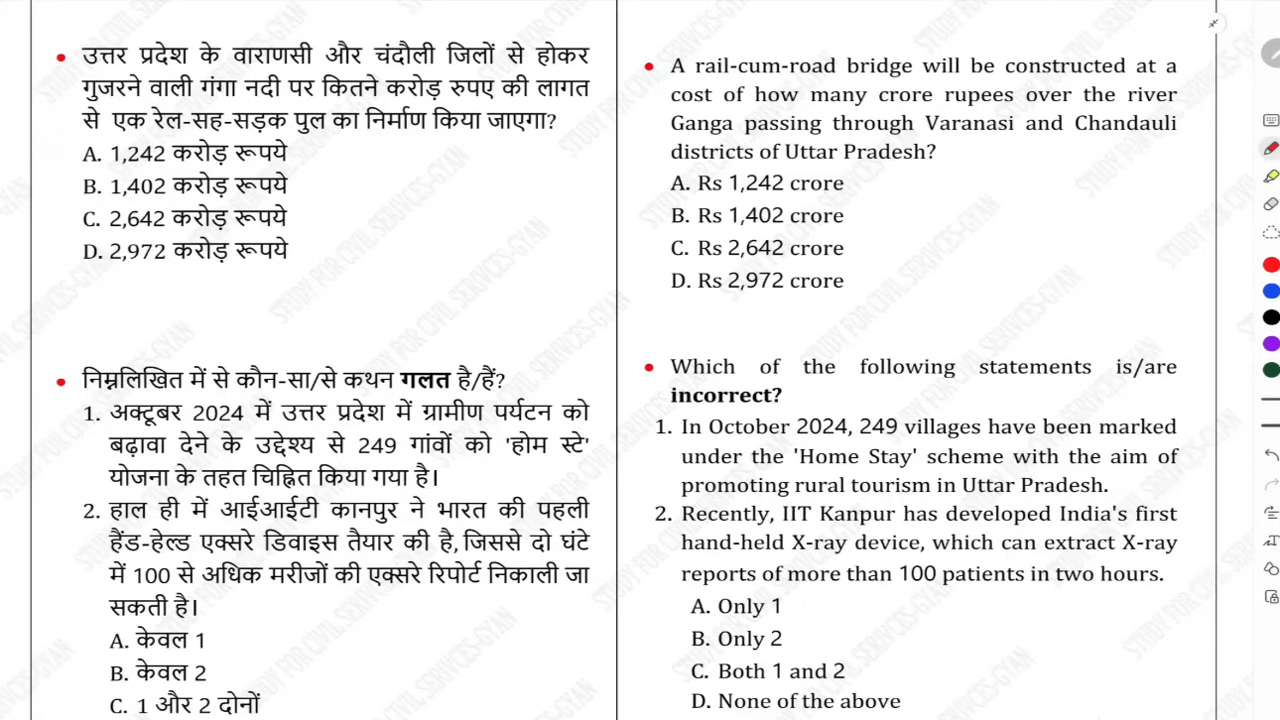 उत्तर प्रदेश के वाराणसी और चंदौली जिलों से होकर
गुजरने वाली गंगा नदी पर कितने करोड़ रुपए की लागत
से एक रेल-सह-सड़क पुल का निर्माण किया जाएगा?
A. 1,242 करोड़ रूपये
B. 1,402 करोड़ रूपये
C. 2,642 करोड़ रूपये
D. 2,972 करोड़ रूपये
निम्नलिखित में से कौन-सा/से कथन गलत है/हैं?
1. अक्टूबर 2024 में उत्तर प्रदेश में ग्रामीण पर्यटन को
बढ़ावा देने के उद्देश्य से 249 गांवों को 'होम स्टे'
योजना के तहत चिह्नित किया गया है।
2. हाल ही में आईआईटी कानपुर ने भारत की पहली
हैंड-हेल्ड एक्सरे डिवाइस तैयार की है, जिससे दो घंटे
में 100 से अधिक मरीजों की एक्सरे रिपोर्ट निकाली जा
सकती है।
A. केवल 1
B. केवल 2
C. 1 और 2 दोनों
A rail-cum-road bridge will be constructed at a
cost of how many crore rupees over the river
Ganga passing through Varanasi and Chandauli
districts of Uttar Pradesh?
A. Rs 1,242 crore
B. Rs 1,402 crore
C. Rs 2,642 crore
D. Rs 2,972 crore
Which of the following statements is/are
incorrect?
1. In October 2024, 249 villages have been marked
under the 'Home Stay' scheme with the aim of
promoting rural tourism in Uttar Pradesh.
2. Recently, IIT Kanpur has developed India's first
hand-held X-ray device, which can extract X-ray
reports of more than 100 patients in two hours.
A. Only 1
B. Only 2
C. Both 1 and 2
D. None of the above
STUDY FOR CIVIL SERIVCES-GYAN